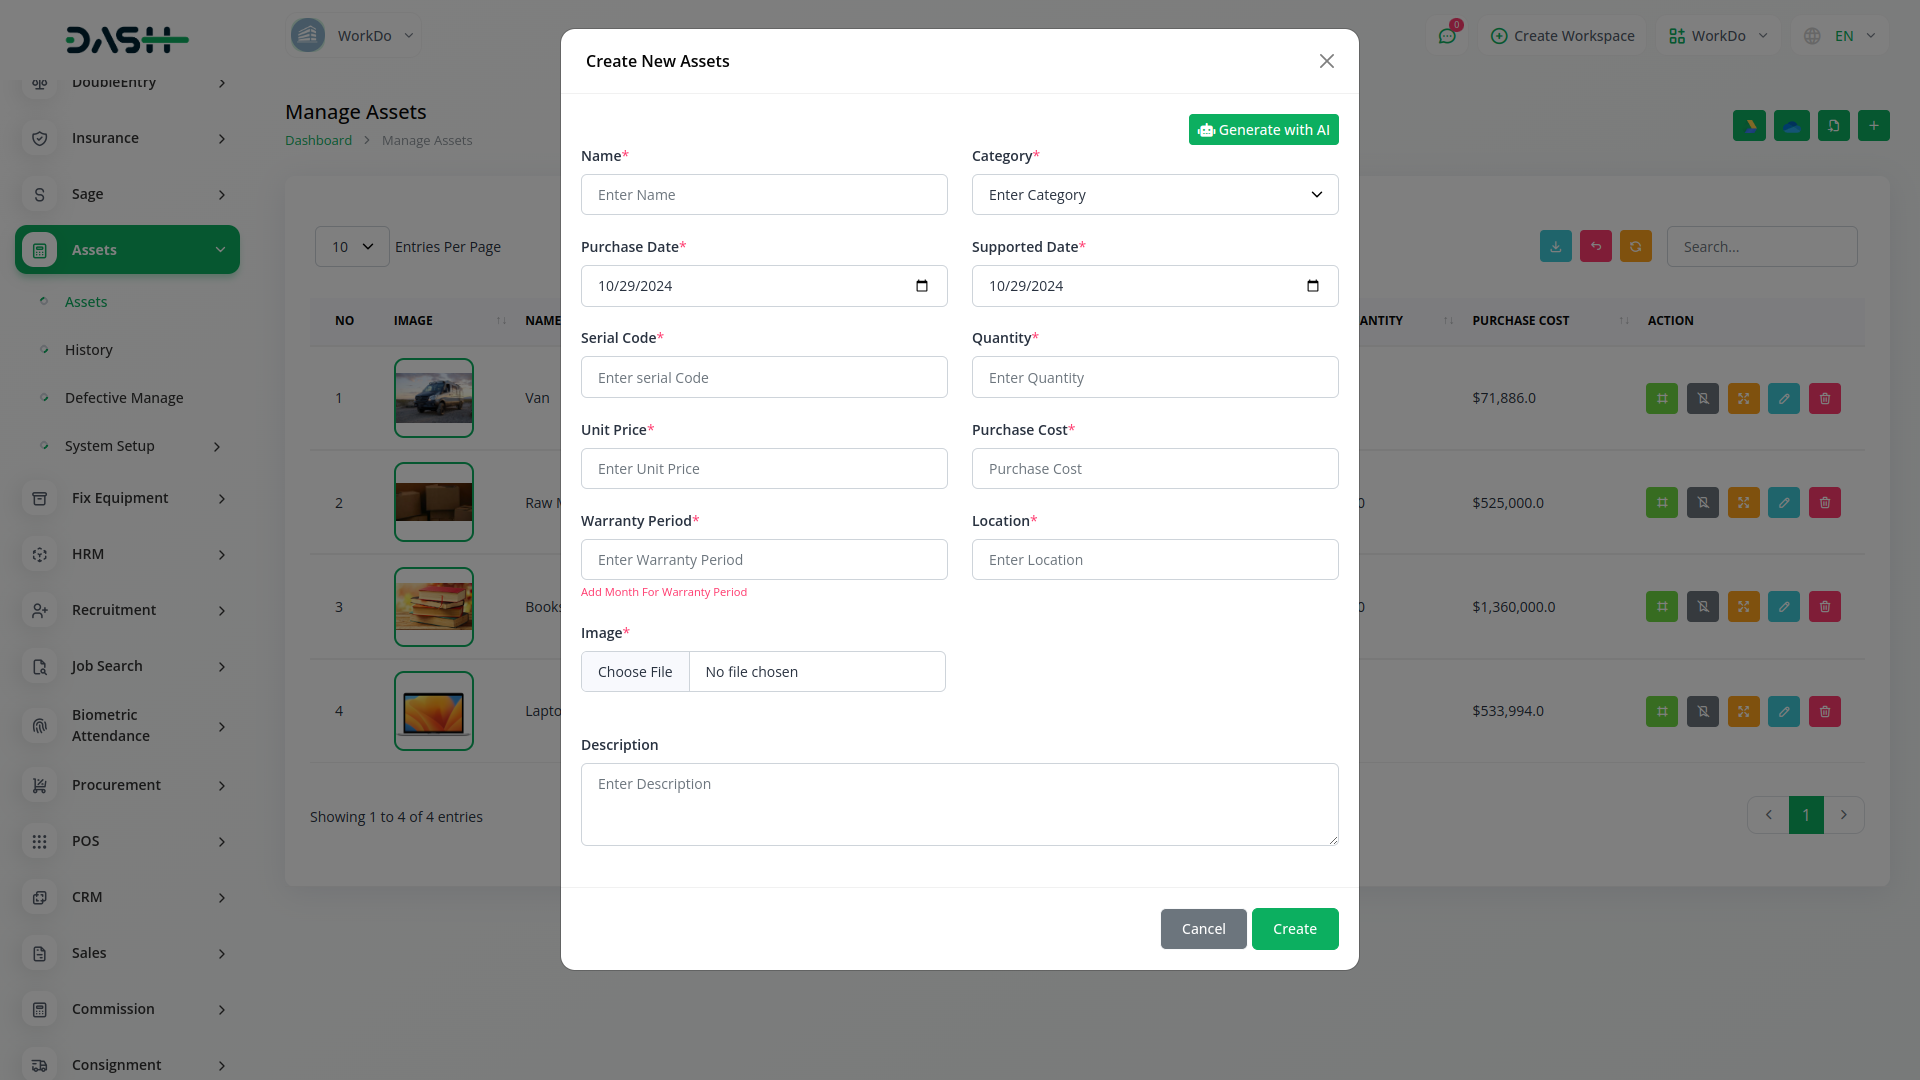 DASH
WorkDo
0
Create Workspace
WorkDo
EN
DoubleEntry
Insurance
Sage
Assets
Assets
History
Defective Manage
System Setup
Fix Equipment
HRM
Recruitment
Job Search
Biometric
Attendance
Procurement
POS
CRM
Sales
Commission
Consignment
Manage Assets
Dashboard > Manage Assets
10 Entries Per Page
Search...
NO IMAGE NAME ANTITY PURCHASE COST ACTION
1 Van $71,886.0
2 Raw $525,000.0
3 Books $1,360,000.0
4 Lapto $533,994.0
Showing 1 to 4 of 4 entries
1
Create New Assets
Generate with AI
Name* Category*
Enter Name Enter Category
Purchase Date* Supported Date*
10/29/2024 10/29/2024
Serial Code* Quantity*
Enter serial Code Enter Quantity
Unit Price* Purchase Cost*
Enter Unit Price Purchase Cost
Warranty Period* Location*
Enter Warranty Period Enter Location
Add Month For Warranty Period
Image*
Choose File No file chosen
Description
Enter Description
Cancel Create